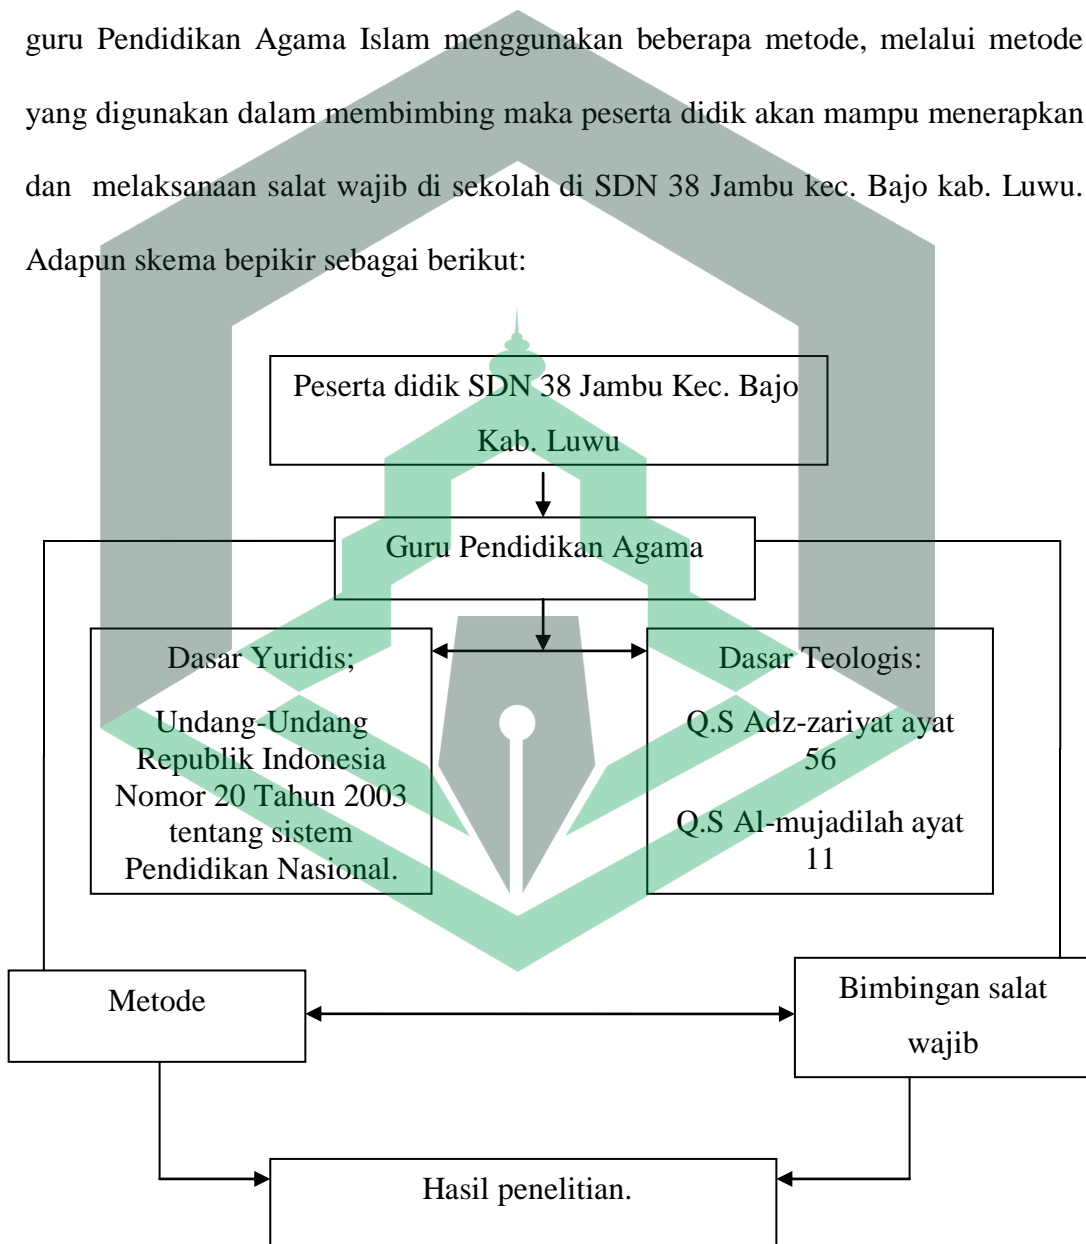 guru Pendidikan Agama Islam menggunakan beberapa metode, melalui metode
yang digunakan dalam membimbing maka peserta didik akan mampu menerapkan
dan melaksanaan salat wajib di sekolah di SDN 38 Jambu kec. Bajo kab. Luwu.
Adapun skema bepikir sebagai berikut:
Peserta didik SDN 38 Jambu Kec. Bajo
Kab. Luwu
Guru Pendidikan Agama
Dasar Yuridis;
Undang-Undang
Republik Indonesia
Nomor 20 Tahun 2003
tentang sistem
Pendidikan Nasional.
Dasar Teologis:
Q.S Adz-zariyat ayat
56
Q.S Al-mujadilah ayat
11
Metode
Bimbingan salat
wajib
Hasil penelitian.